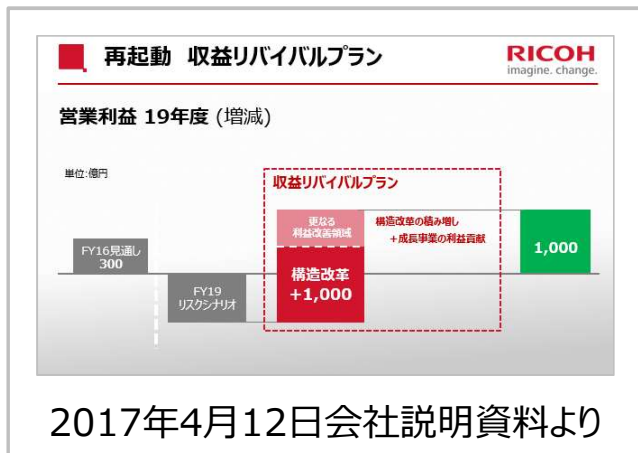 再起動 収益リバイバルプラン
RICOH
imagine. change.
営業利益 19年度 (増減)
単位:億円
収益リバイバルプラン
更なる
利益改善領域
構造改革の積み増し
+成長事業の利益貢献
FY16見通し
300
1,000
構造改革
+1,000
FY19
リスクシナリオ
2017年4月12日会社説明資料より